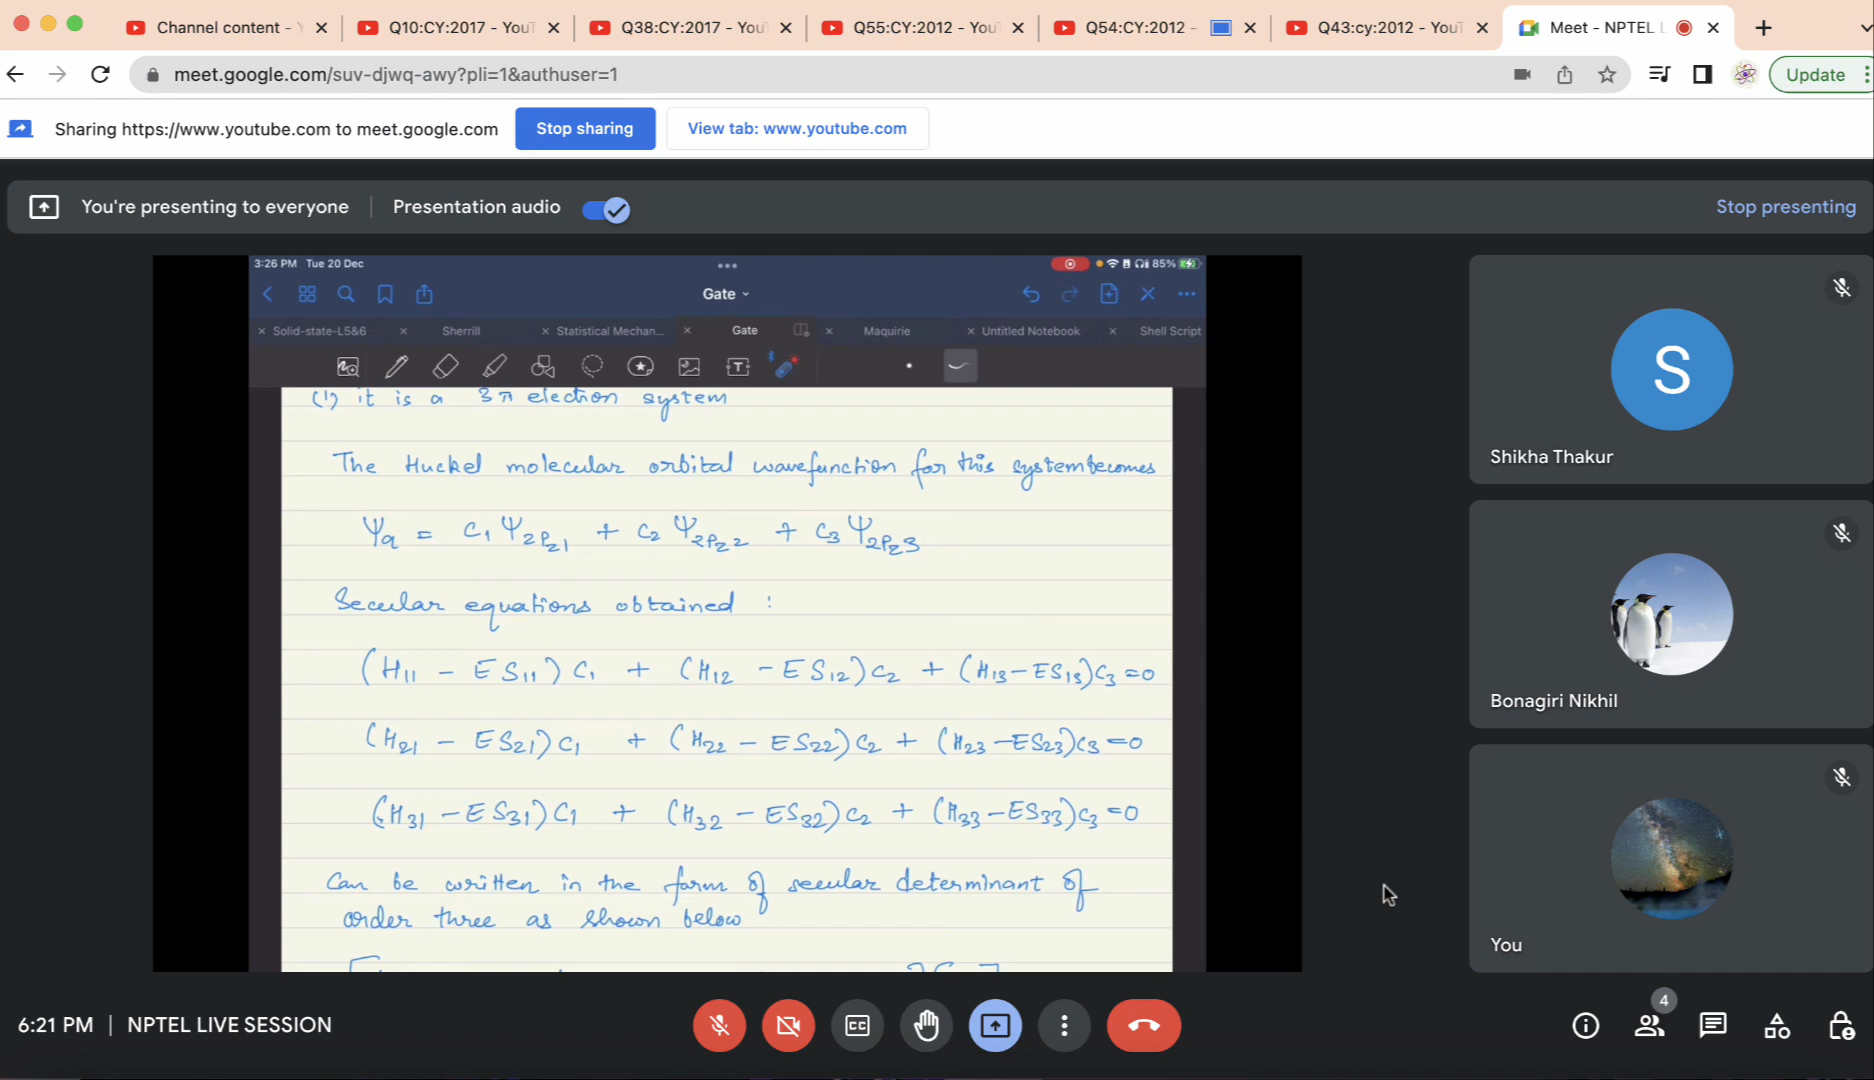 Channel content -
Q10:CY:2017 - YouT
Q38:CY:2017 - YouT
Q55:CY:2012 - YouT
Q54:CY:2012 -
Q43:cy:2012 - YouT
Meet - NPTEL L
meet.google.com/suv-djwq-awy?pli=1&authuser=1
Update
Sharing https://www.youtube.com to meet.google.com
Stop sharing
View tab: www.youtube.com
You're presenting to everyone
Presentation audio
Stop presenting
3:26 PM Tue 20 Dec
85%
Gate
Solid-state-L5&6
Sherrill
Statistical Mechan...
Gate
Maquirie
Untitled Notebook
Shell Script
(1) it is a 3π electron system
The Huckel molecular orbital wavefunction for this system becomes
Ψa = C1 Ψ2Pz1 + C2 Ψ2Pz2 + C3 Ψ2Pz3
Secular equations obtained :
(H11 - ES11) C1 + (H12 - ES12) C2 + (H13 - ES13) C3 = 0
(H21 - ES21) C1 + (H22 - ES22) C2 + (H23 - ES23) C3 = 0
(H31 - ES31) C1 + (H32 - ES32) C2 + (H33 - ES33) C3 = 0
Can be written in the form of secular determinant of
order three as shown below
S
Shikha Thakur
Bonagiri Nikhil
You
6:21 PM | NPTEL LIVE SESSION
CC
4